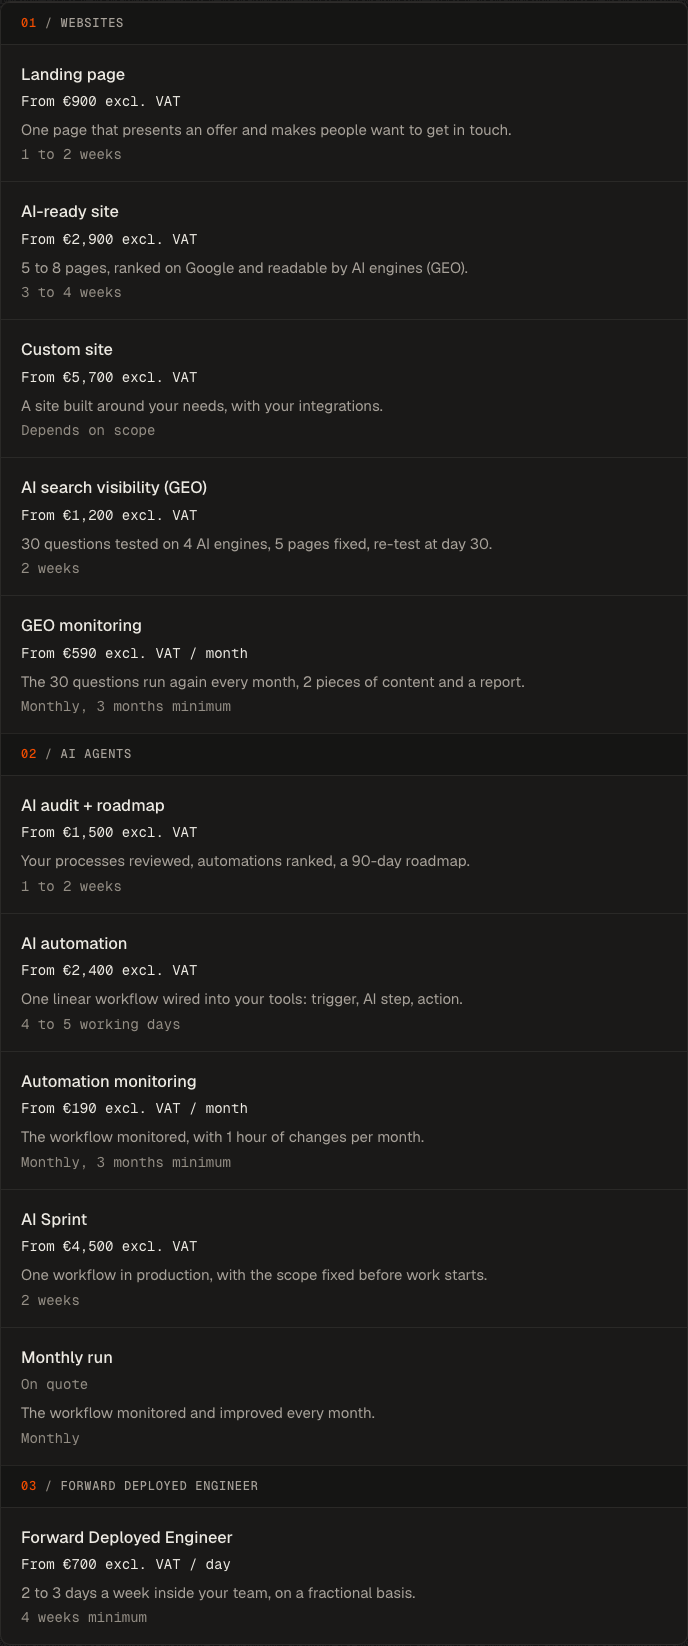 01 / WEBSITES
Landing page
From €900 excl. VAT
One page that presents an offer and makes people want to get in touch.
1 to 2 weeks
AI-ready site
From €2,900 excl. VAT
5 to 8 pages, ranked on Google and readable by AI engines (GEO).
3 to 4 weeks
Custom site
From €5,700 excl. VAT
A site built around your needs, with your integrations.
Depends on scope
AI search visibility (GEO)
From €1,200 excl. VAT
30 questions tested on 4 AI engines, 5 pages fixed, re-test at day 30.
2 weeks
GEO monitoring
From €590 excl. VAT / month
The 30 questions run again every month, 2 pieces of content and a report.
Monthly, 3 months minimum
02 / AI AGENTS
AI audit + roadmap
From €1,500 excl. VAT
Your processes reviewed, automations ranked, a 90-day roadmap.
1 to 2 weeks
AI automation
From €2,400 excl. VAT
One linear workflow wired into your tools: trigger, AI step, action.
4 to 5 working days
Automation monitoring
From €190 excl. VAT / month
The workflow monitored, with 1 hour of changes per month.
Monthly, 3 months minimum
AI Sprint
From €4,500 excl. VAT
One workflow in production, with the scope fixed before work starts.
2 weeks
Monthly run
On quote
The workflow monitored and improved every month.
Monthly
03 / FORWARD DEPLOYED ENGINEER
Forward Deployed Engineer
From €700 excl. VAT / day
2 to 3 days a week inside your team, on a fractional basis.
4 weeks minimum